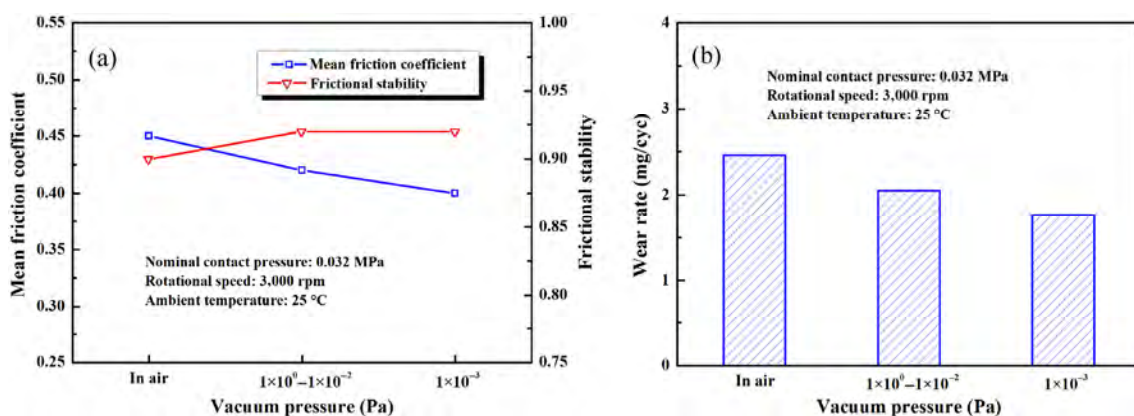 (a)
Mean friction coefficient
Frictional stability
0.55
0.50
0.45
0.40
0.35
0.30
0.25
Mean friction coefficient
1.00
0.95
0.90
0.85
0.80
0.75
Frictional stability
Nominal contact pressure: 0.032 MPa
Rotational speed: 3,000 rpm
Ambient temperature: 25 °C
In air
1×10⁰–1×10⁻²
1×10⁻³
Vacuum pressure (Pa)
(b)
Nominal contact pressure: 0.032 MPa
Rotational speed: 3,000 rpm
Ambient temperature: 25 °C
4
3
2
1
0
Wear rate (mg/cyc)
In air
1×10⁰–1×10⁻²
1×10⁻³
Vacuum pressure (Pa)